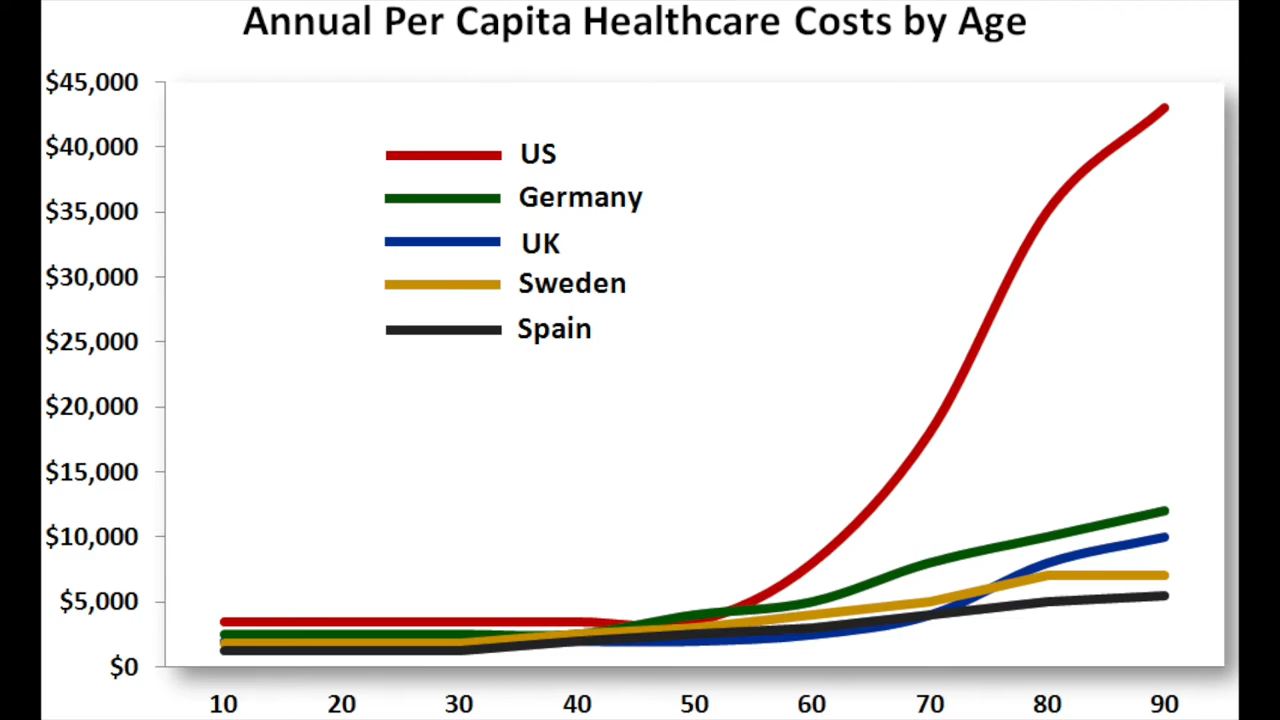 Annual Per Capita Healthcare Costs by Age
$45,000
$40,000
$35,000
$30,000
$25,000
$20,000
$15,000
$10,000
$5,000
$0
US
Germany
UK
Sweden
Spain
10 20 30 40 50 60 70 80 90